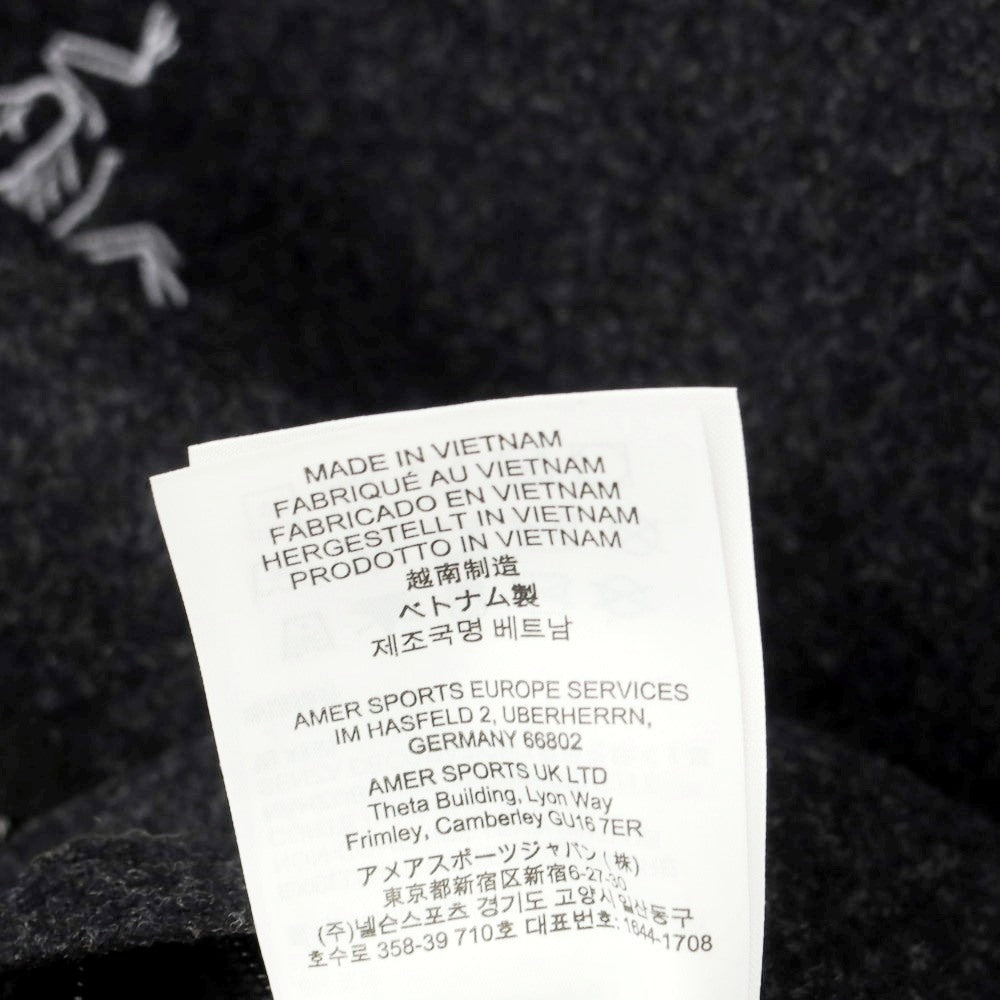 MADE IN VIETNAM
FABRIQUÉ AU VIETNAM
FABRICADO EN VIETNAM
HERGESTELLT IN VIETNAM
PRODOTTO IN VIETNAM
越南制造
ベトナム製
제조국명 베트남
AMER SPORTS EUROPE SERVICES
IM HASFELD 2, UBERHERRN,
GERMANY 66802
AMER SPORTS UK LTD
Theta Building, Lyon Way
Frimley, Camberley GU16 7ER
アメアスポーツジャパン(株)
東京都新宿区新宿6-27-30
(주)넬슨스포츠 경기도 고양시 일산동구
호수로 358-39 710호 대표번호: 1644-1708